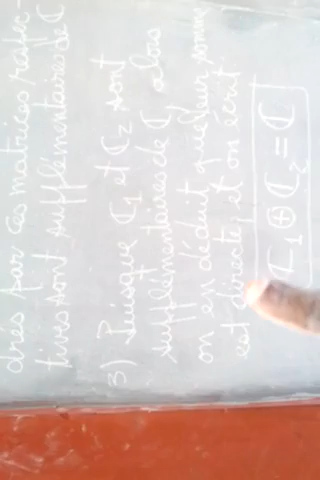 drés par ces matrices respec-
tives sont supplémentaires de ℂ
3) Puisque ℂ₁ et ℂ₂ sont
supplémentaires de ℂ alors
on en déduit que leur somme
est directe, et on écrit
ℂ₁ ⊕ ℂ₂ = ℂ